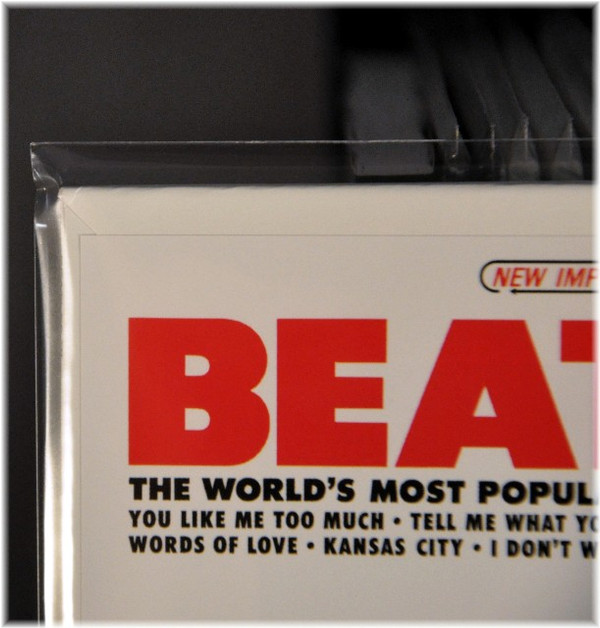 NEW IMP
BEAT
THE WORLD'S MOST POPUL
YOU LIKE ME TOO MUCH • TELL ME WHAT YO
WORDS OF LOVE • KANSAS CITY • I DON'T W